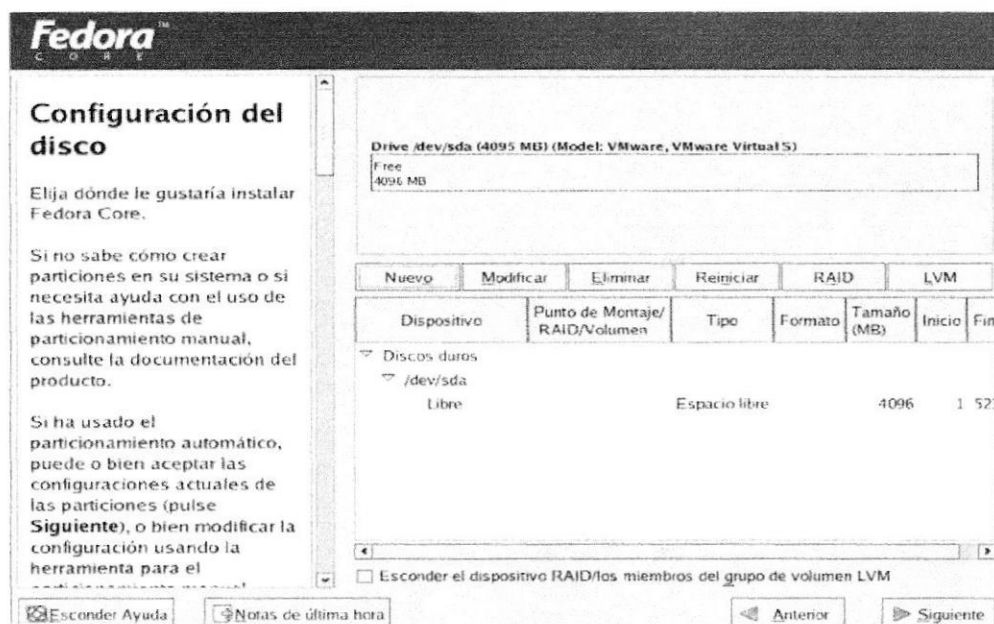 Fedora™
CORE
Configuración del
disco
Elija dónde le gustaría instalar
Fedora Core.
Si no sabe cómo crear
particiones en su sistema o si
necesita ayuda con el uso de
las herramientas de
particionamiento manual,
consulte la documentación del
producto.
Si ha usado el
particionamiento automático,
puede o bien aceptar las
configuraciones actuales de
las particiones (pulse
Siguiente), o bien modificar la
configuración usando la
herramienta para el
Drive /dev/sda (4095 MB) (Model: VMware, VMware Virtual S)
Free
4096 MB
Nuevo Modificar Eliminar Reiniciar RAID LVM
Dispositivo Punto de Montaje/ RAID/Volumen Tipo Formato Tamaño (MB) Inicio Fin
Discos duros
/dev/sda
Libre Espacio libre 4096 1
Esconder el dispositivo RAID/los miembros del grupo de volumen LVM
Esconder Ayuda Notas de última hora Anterior Siguiente